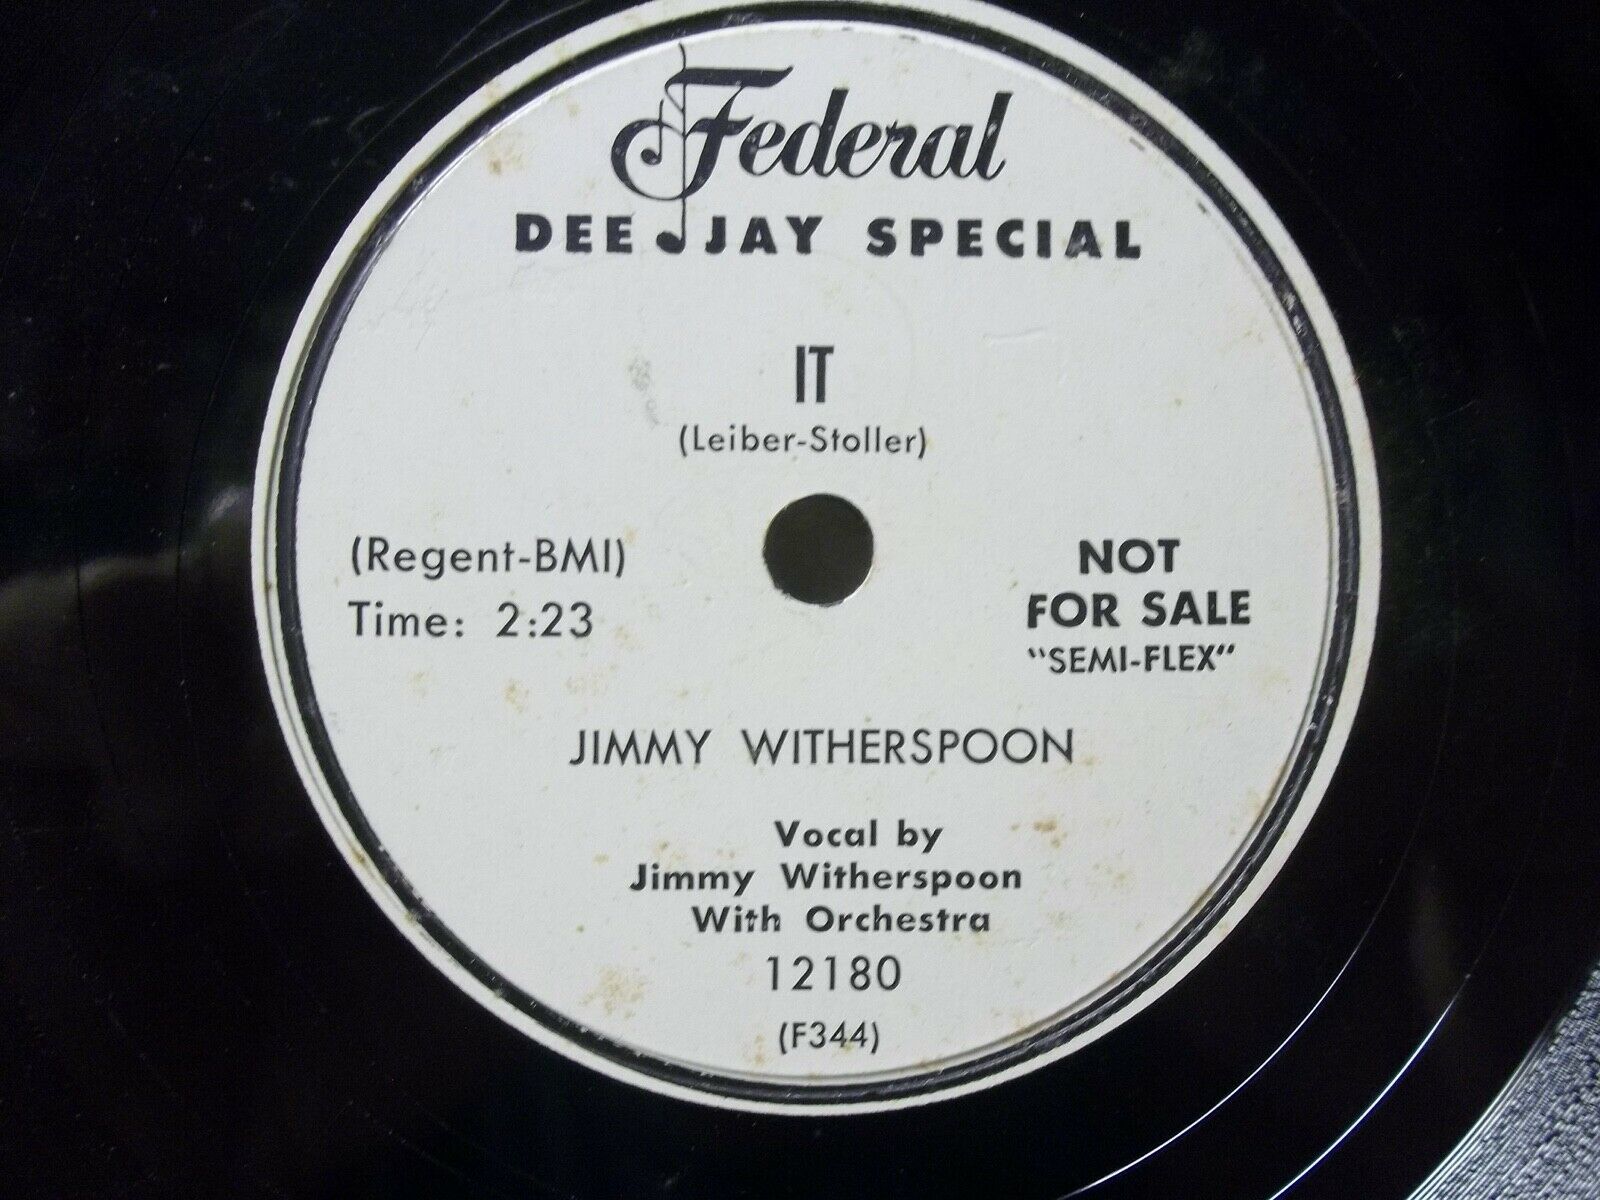 Federal
DEE JAY SPECIAL
IT
(Leiber-Stoller)
(Regent-BMI)
Time: 2:23
NOT
FOR SALE
"SEMI-FLEX"
JIMMY WITHERSPOON
Vocal by
Jimmy Witherspoon
With Orchestra
12180
(F344)